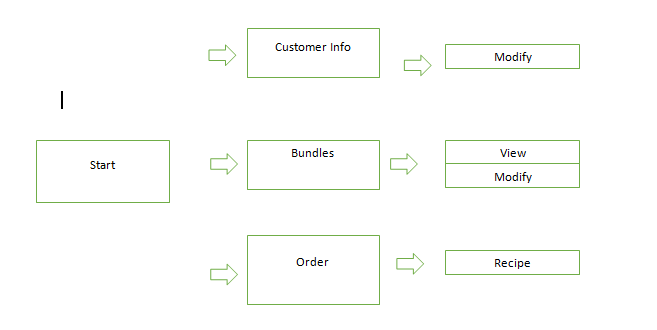 Customer Info
Modify
Start
Bundles
View
Modify
Order
Recipe